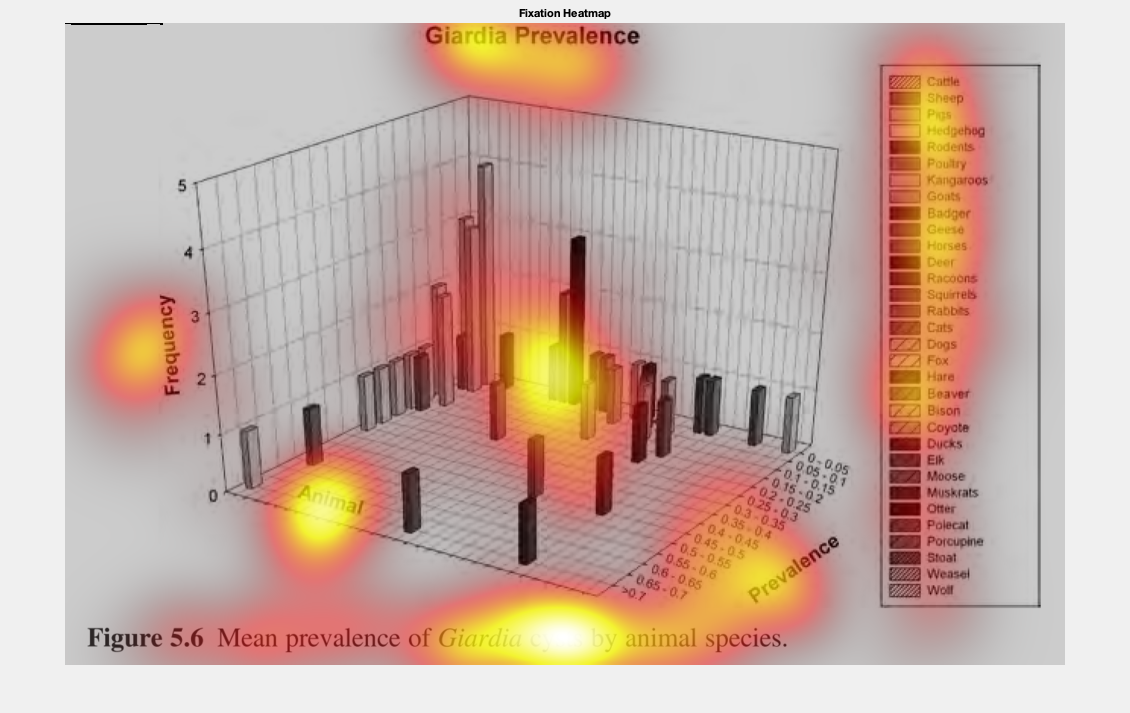 Fixation Heatmap
Giardia Prevalence
5
4
3
2
1
0
Frequency
Animal
Prevalence
0 - 0.05
0.05 - 0.1
0.1 - 0.15
0.15 - 0.2
0.2 - 0.25
0.25 - 0.3
0.3 - 0.35
0.35 - 0.4
0.4 - 0.45
0.45 - 0.5
0.5 - 0.55
0.55 - 0.6
0.6 - 0.65
0.65 - 0.7
>0.7
Cattle
Sheep
Pigs
Hedgehog
Rodents
Poultry
Kangaroos
Goats
Badger
Geese
Horses
Deer
Racoons
Squirrels
Rabbits
Cats
Dogs
Fox
Hare
Beaver
Bison
Coyote
Ducks
Elk
Moose
Muskrats
Otter
Polecat
Porcupine
Stoat
Weasel
Wolf
Figure 5.6 Mean prevalence of Giardia by animal species.